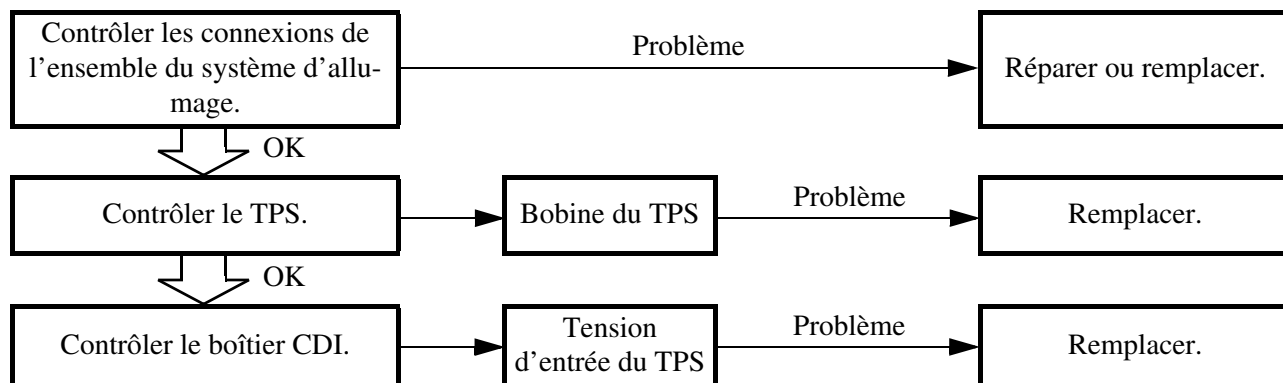 Contrôler les connexions de
l’ensemble du système d’allu-
mage.
Problème
Réparer ou remplacer.
OK
Contrôler le TPS.
Bobine du TPS
Problème
Remplacer.
OK
Contrôler le boîtier CDI.
Tension
d’entrée du TPS
Problème
Remplacer.